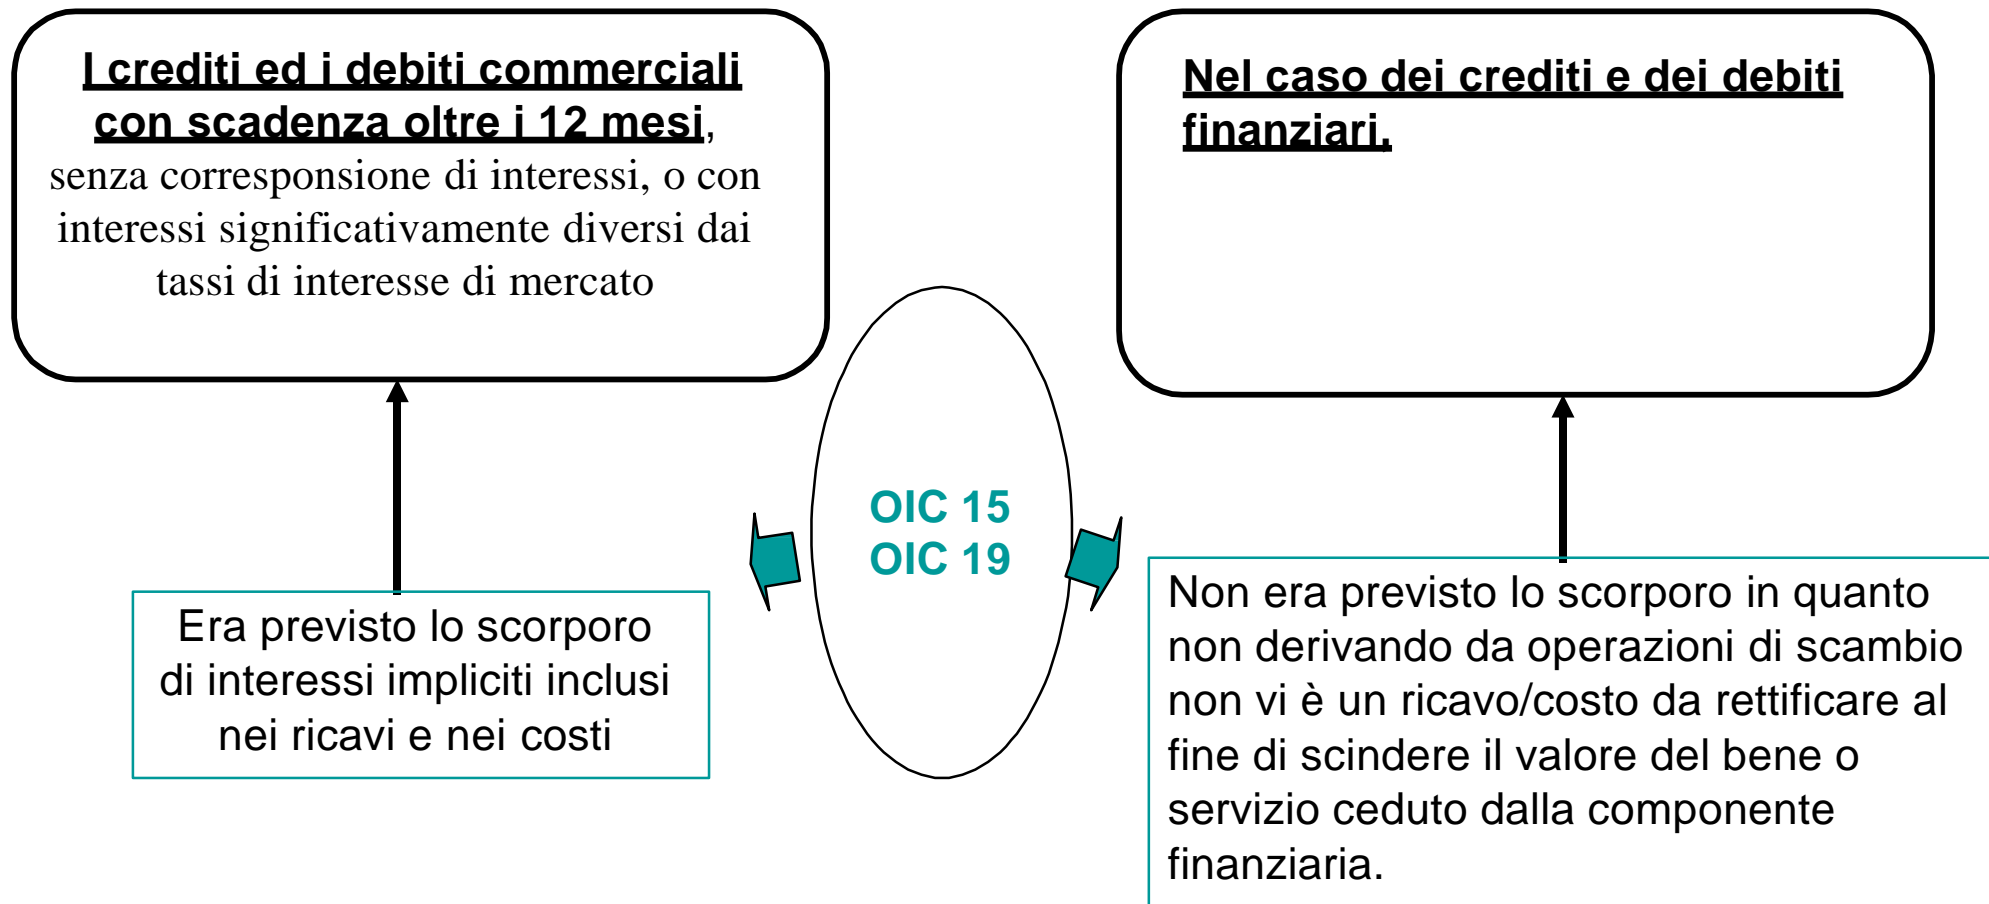 I crediti ed i debiti commerciali
con scadenza oltre i 12 mesi,
senza corresponsione di interessi, o con
interessi significativamente diversi dai
tassi di interesse di mercato
Nel caso dei crediti e dei debiti
finanziari,
OIC 15
OIC 19
Era previsto lo scorporo
di interessi impliciti inclusi
nei ricavi e nei costi
Non era previsto lo scorporo in quanto
non derivando da operazioni di scambio
non vi è un ricavo/costo da rettificare al
fine di scindere il valore del bene o
servizio ceduto dalla componente
finanziaria.